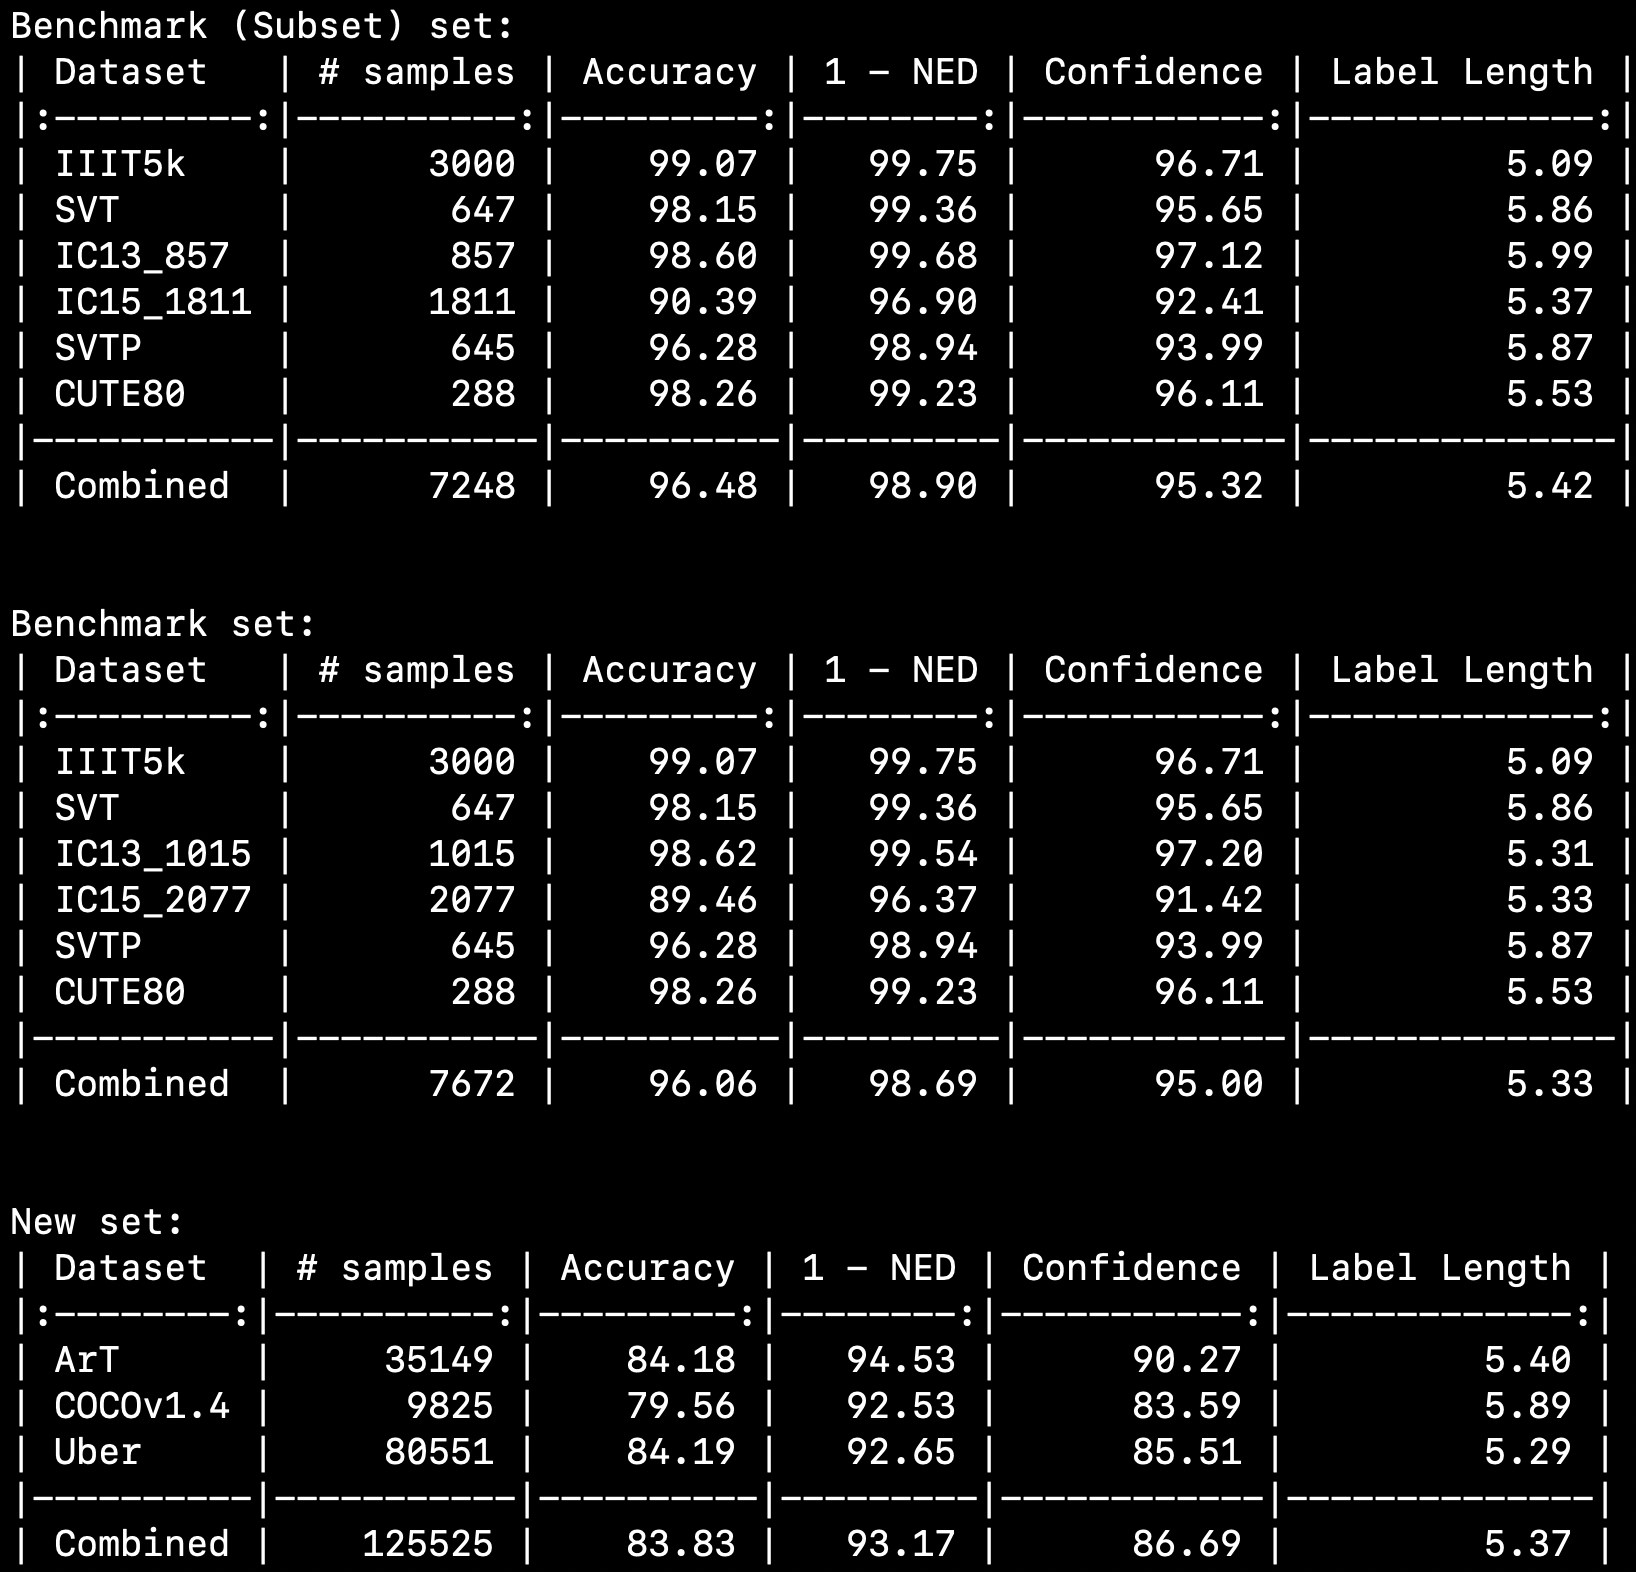 Benchmark (Subset) set:
| Dataset   | # samples | Accuracy | 1 - NED | Confidence | Label Length |
|:---------:|----------:|---------:|--------:|-----------:|-------------:|
| IIIT5k    |      3000 |    99.07 |   99.75 |      96.71 |         5.09 |
| SVT       |       647 |    98.15 |   99.36 |      95.65 |         5.86 |
| IC13_857  |       857 |    98.60 |   99.68 |      97.12 |         5.99 |
| IC15_1811 |      1811 |    90.39 |   96.90 |      92.41 |         5.37 |
| SVTP      |       645 |    96.28 |   98.94 |      93.99 |         5.87 |
| CUTE80    |       288 |    98.26 |   99.23 |      96.11 |         5.53 |
|-----------|-----------|----------|---------|------------|--------------|
| Combined  |      7248 |    96.48 |   98.90 |      95.32 |         5.42 |
Benchmark set:
| Dataset   | # samples | Accuracy | 1 - NED | Confidence | Label Length |
|:---------:|----------:|---------:|--------:|-----------:|-------------:|
| IIIT5k    |      3000 |    99.07 |   99.75 |      96.71 |         5.09 |
| SVT       |       647 |    98.15 |   99.36 |      95.65 |         5.86 |
| IC13_1015 |      1015 |    98.62 |   99.54 |      97.20 |         5.31 |
| IC15_2077 |      2077 |    89.46 |   96.37 |      91.42 |         5.33 |
| SVTP      |       645 |    96.28 |   98.94 |      93.99 |         5.87 |
| CUTE80    |       288 |    98.26 |   99.23 |      96.11 |         5.53 |
|-----------|-----------|----------|---------|------------|--------------|
| Combined  |      7672 |    96.06 |   98.69 |      95.00 |         5.33 |
New set:
| Dataset  | # samples | Accuracy | 1 - NED | Confidence | Label Length |
|:--------:|----------:|---------:|--------:|-----------:|-------------:|
| ArT      |     35149 |    84.18 |   94.53 |      90.27 |         5.40 |
| COCOv1.4 |      9825 |    79.56 |   92.53 |      83.59 |         5.89 |
| Uber     |     80551 |    84.19 |   92.65 |      85.51 |         5.29 |
|----------|-----------|----------|---------|------------|--------------|
| Combined |    125525 |    83.83 |   93.17 |      86.69 |         5.37 |